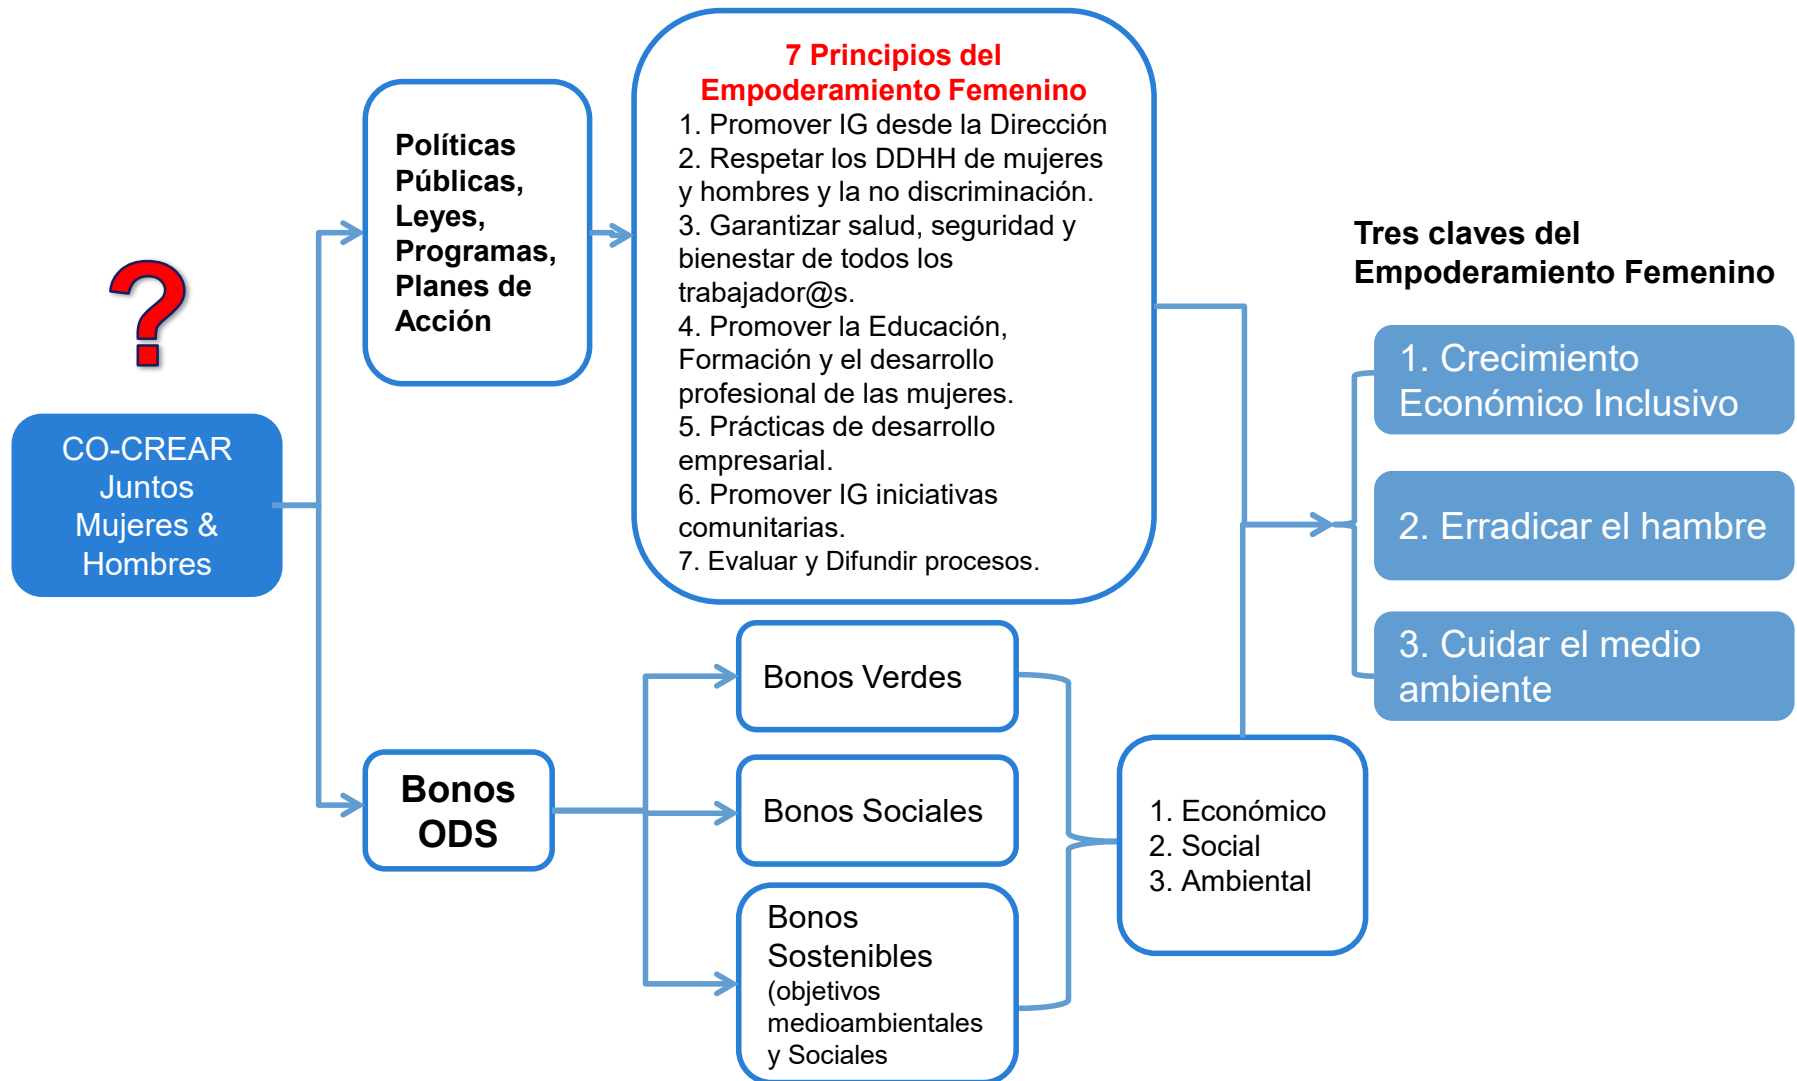 ?
CO-CREAR
Juntos
Mujeres &
Hombres
Políticas
Públicas,
Leyes,
Programas,
Planes de
Acción
7 Principios del
Empoderamiento Femenino
1. Promover IG desde la Dirección
2. Respetar los DDHH de mujeres
y hombres y la no discriminación.
3. Garantizar salud, seguridad y
bienestar de todos los
trabajador@s.
4. Promover la Educación,
Formación y el desarrollo
profesional de las mujeres.
5. Prácticas de desarrollo
empresarial.
6. Promover IG iniciativas
comunitarias.
7. Evaluar y Difundir procesos.
Bonos
ODS
Bonos Verdes
Bonos Sociales
Bonos
Sostenibles
(objetivos
medioambientales
y Sociales
1. Económico
2. Social
3. Ambiental
Tres claves del
Empoderamiento Femenino
1. Crecimiento
Económico Inclusivo
2. Erradicar el hambre
3. Cuidar el medio
ambiente